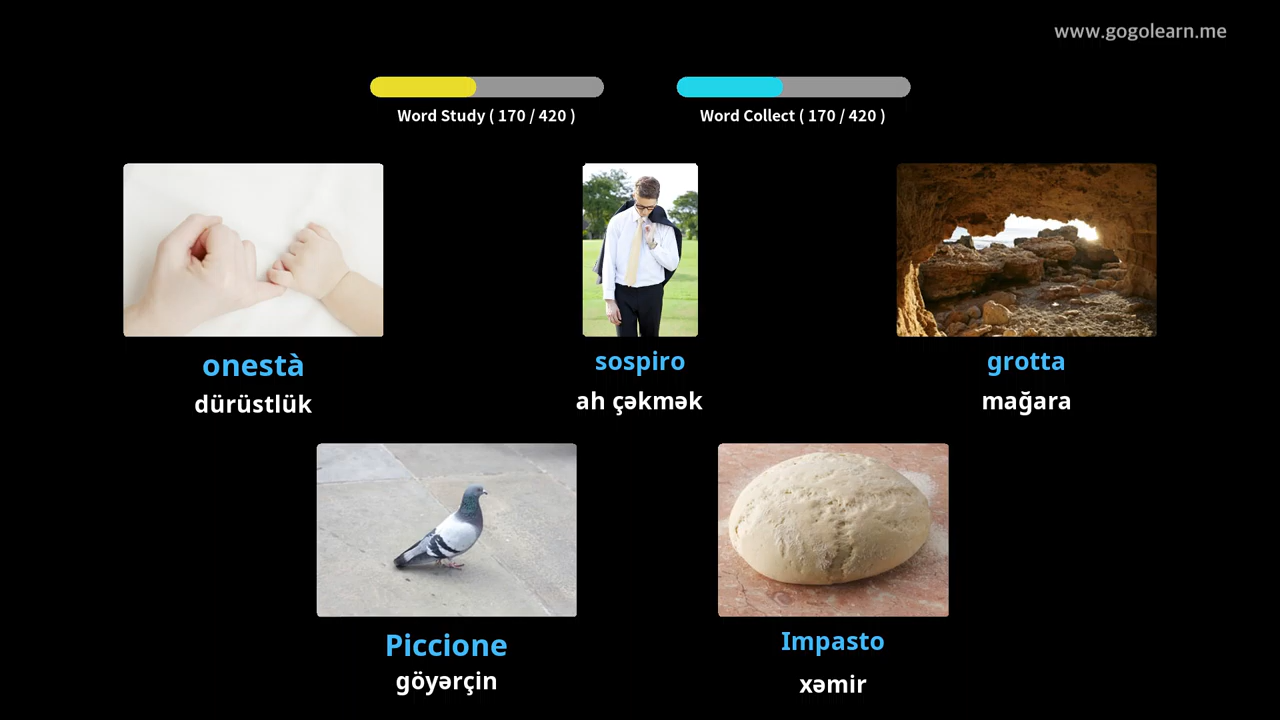 www.gogolearn.me
Word Study ( 170 / 420 )
Word Collect ( 170 / 420 )
onestà
dürüstlük
sospiro
ah çəkmək
grotta
mağara
Piccione
göyərçin
Impasto
xəmir